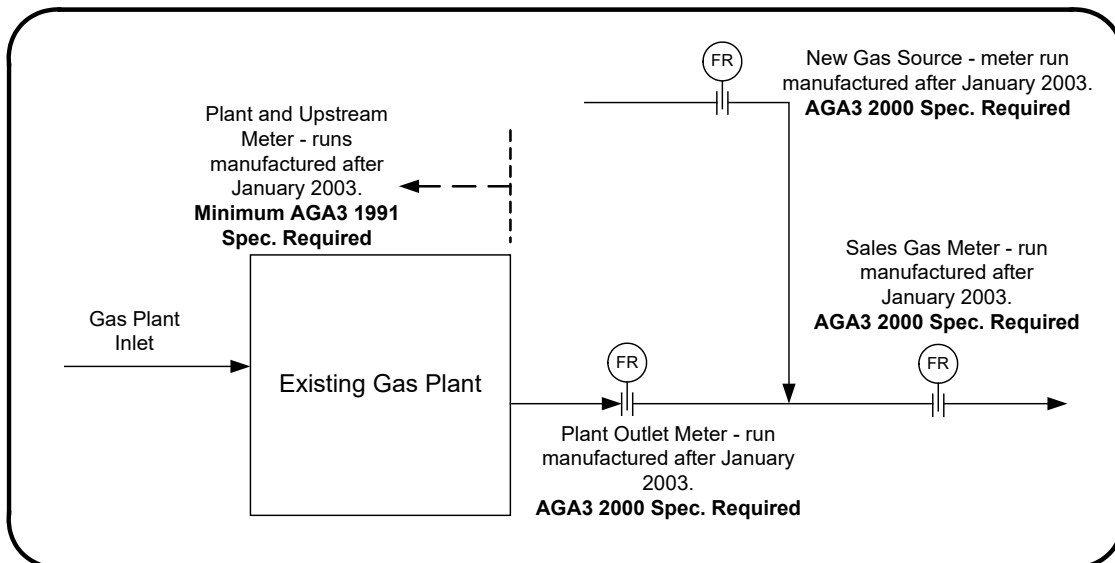 FR
New Gas Source - meter run
manufactured after January 2003.
AGA3 2000 Spec. Required
Plant and Upstream
Meter - runs
manufactured after
January 2003.
Minimum AGA3 1991
Spec. Required
Sales Gas Meter - run
manufactured after
January 2003.
AGA3 2000 Spec. Required
Gas Plant
Inlet
Existing Gas Plant
FR
FR
Plant Outlet Meter - run
manufactured after January
2003.
AGA3 2000 Spec. Required